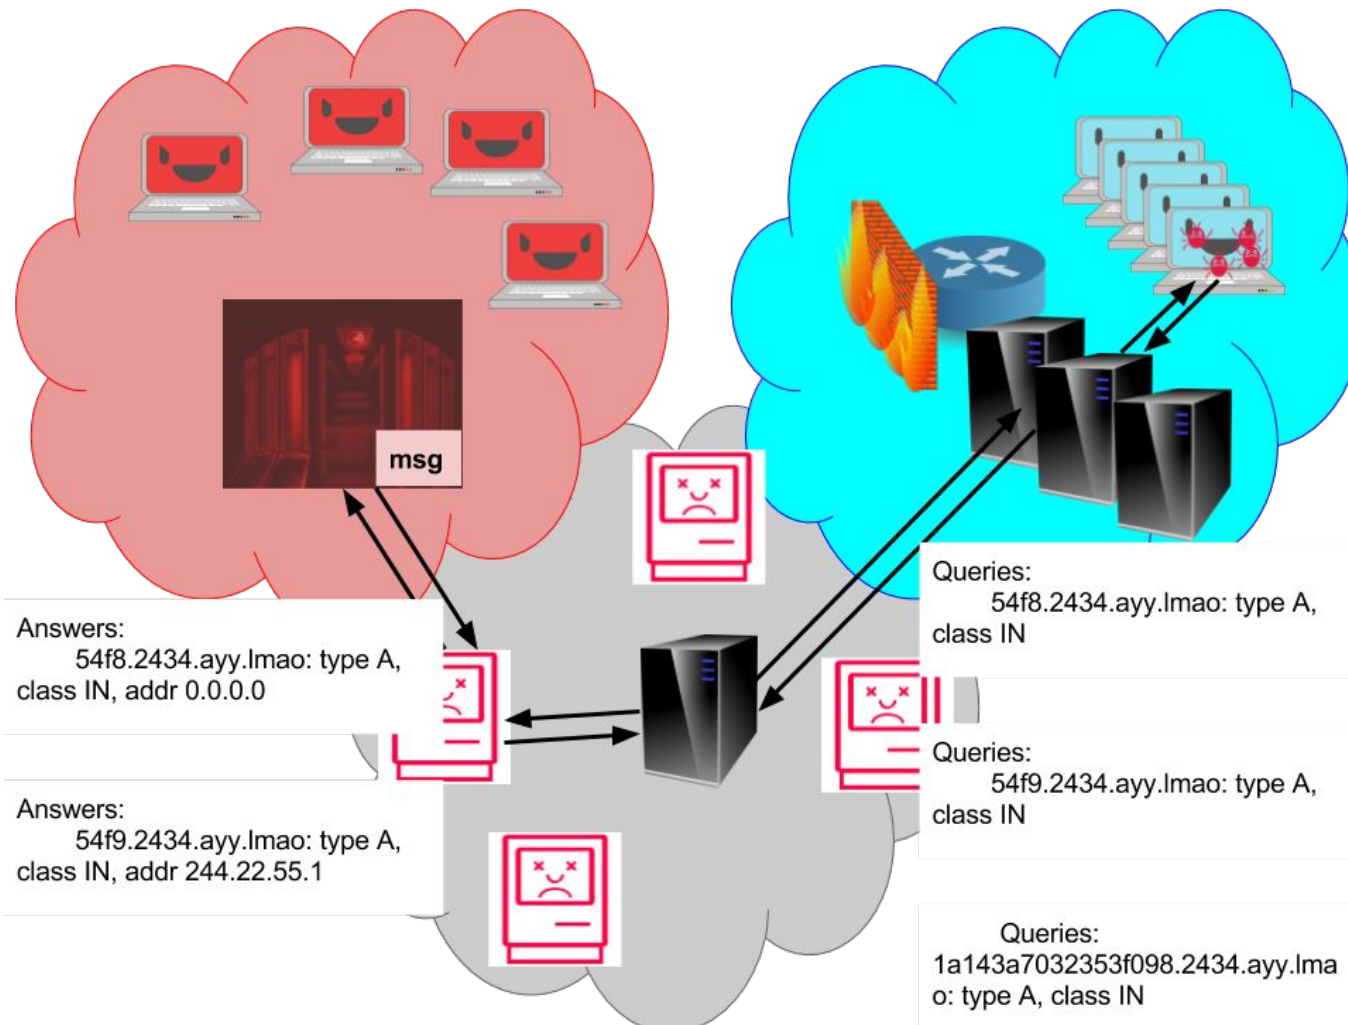 msg
Answers:
54f8.2434.ayy.lmao: type A,
class IN, addr 0.0.0.0
Answers:
54f9.2434.ayy.lmao: type A,
class IN, addr 244.22.55.1
Queries:
54f8.2434.ayy.lmao: type A,
class IN
Queries:
54f9.2434.ayy.lmao: type A,
class IN
Queries:
1a143a7032353f098.2434.ayy.lma
o: type A, class IN